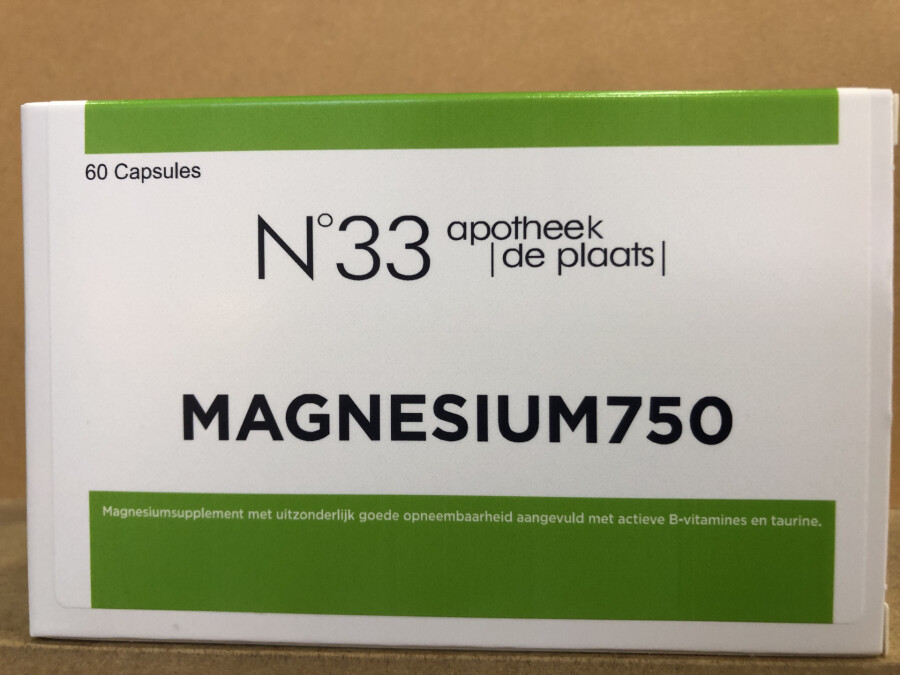 60 Capsules
N°33 apotheek
|de plaats|
MAGNESIUM750
Magnesiumsupplement met uitzonderlijk goede opneembaarheid aangevuld met actieve B-vitamines en taurine.